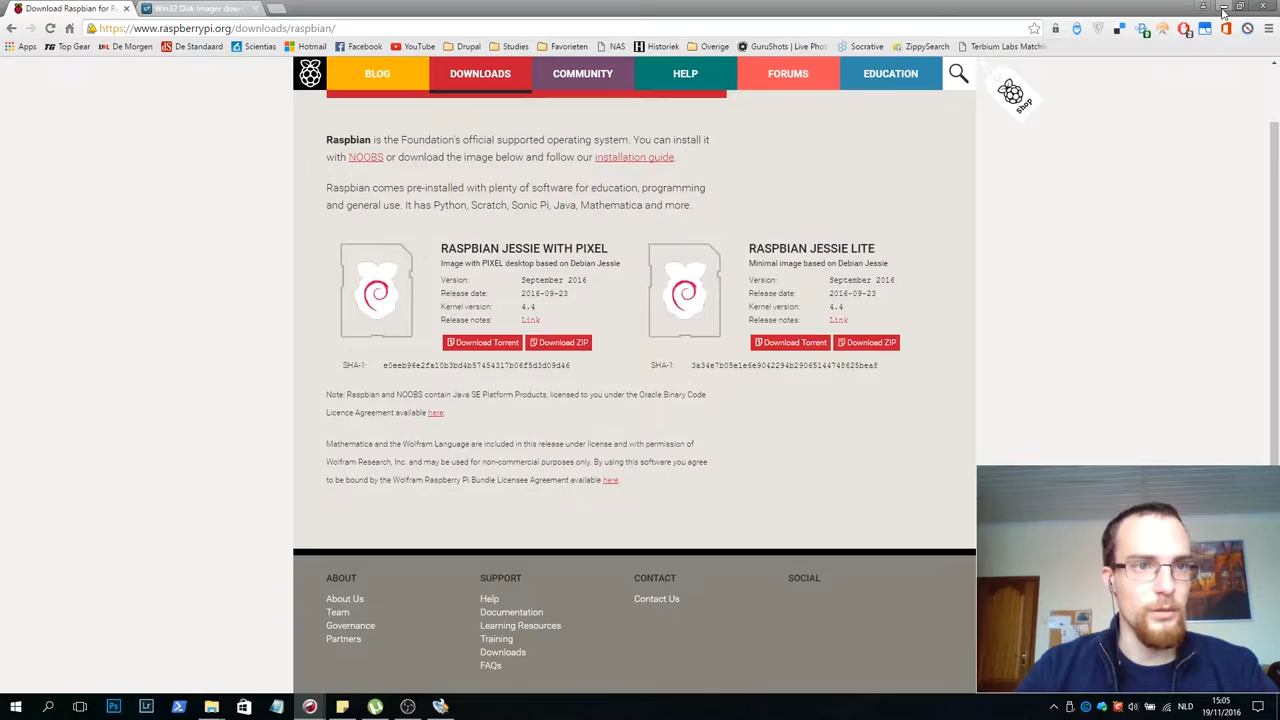 Download Raspbian for R
Win32 Disk Imager dow
https://www.raspberrypi.org/downloads/raspbian/
TG Top Gear De Morgen De Standaard Scientias Hotmail Facebook YouTube Drupal Studies Favorieten NAS Historiek Overige GuruShots | Live Phot Socrative ZippySearch Terbium Labs Matchl
BLOG DOWNLOADS COMMUNITY HELP FORUMS EDUCATION
shop
Raspbian is the Foundation's official supported operating system. You can install it
with NOOBS or download the image below and follow our installation guide.
Raspbian comes pre-installed with plenty of software for education, programming
and general use. It has Python, Scratch, Sonic Pi, Java, Mathematica and more.
RASPBIAN JESSIE WITH PIXEL
Image with PIXEL desktop based on Debian Jessie
Version: September 2016
Release date: 2016-09-23
Kernel version: 4.4
Release notes: Link
Download Torrent Download ZIP
SHA-1: e0eeb96e2fa10b3bd4b57454317b06f5d3d09d46
RASPBIAN JESSIE LITE
Minimal image based on Debian Jessie
Version: September 2016
Release date: 2016-09-23
Kernel version: 4.4
Release notes: Link
Download Torrent Download ZIP
SHA-1: 3a34e7b05e1e6e9042294b29065144748625bea8
Note: Raspbian and NOOBS contain Java SE Platform Products, licensed to you under the Oracle Binary Code
Licence Agreement available here.
Mathematica and the Wolfram Language are included in this release under license and with permission of
Wolfram Research, Inc. and may be used for non-commercial purposes only. By using this software you agree
to be bound by the Wolfram Raspberry Pi Bundle Licensee Agreement available here.
ABOUT
About Us
Team
Governance
Partners
SUPPORT
Help
Documentation
Learning Resources
Training
Downloads
FAQs
CONTACT
Contact Us
SOCIAL
Ps
Lr
NLD
15:05
19/11/2016